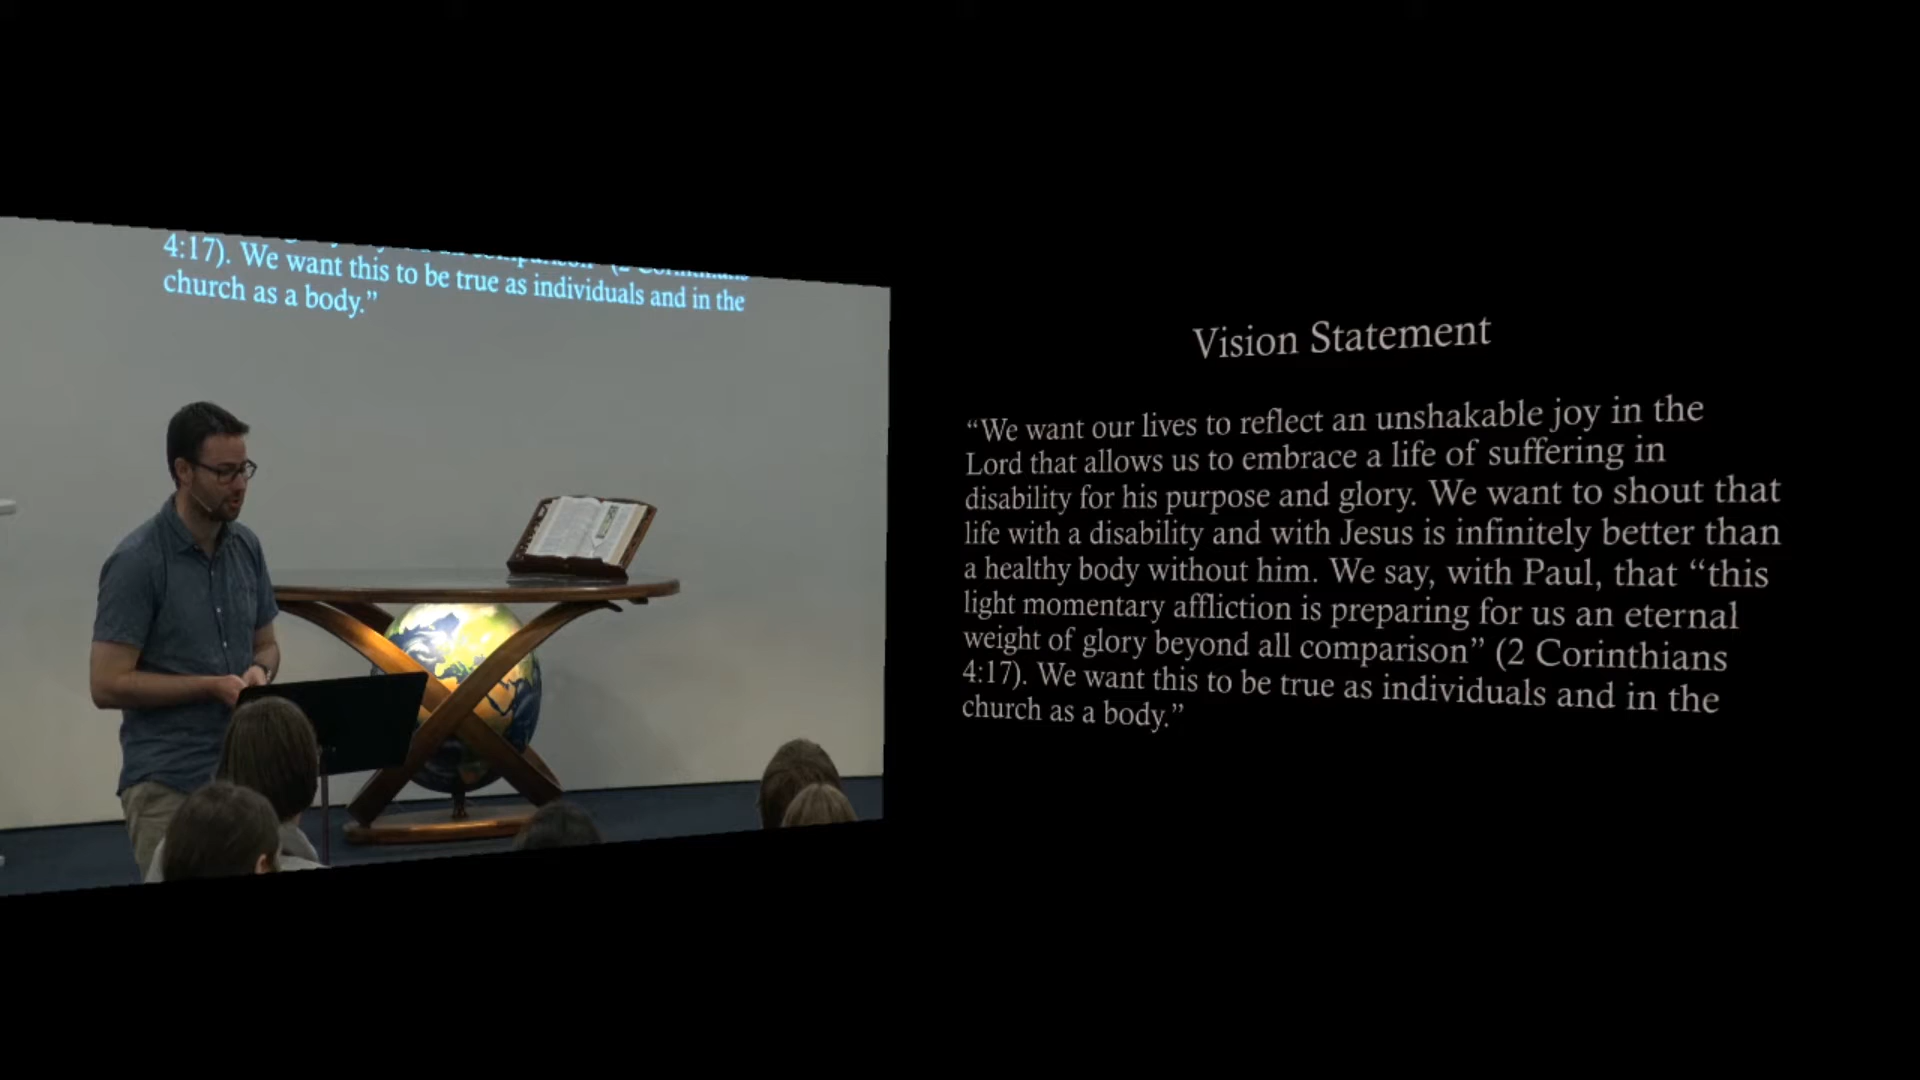 4:17). We want this to be true as individuals and in the
church as a body.”
Vision Statement
“We want our lives to reflect an unshakable joy in the
Lord that allows us to embrace a life of suffering in
disability for his purpose and glory. We want to shout that
life with a disability and with Jesus is infinitely better than
a healthy body without him. We say, with Paul, that “this
light momentary affliction is preparing for us an eternal
weight of glory beyond all comparison” (2 Corinthians
4:17). We want this to be true as individuals and in the
church as a body.”